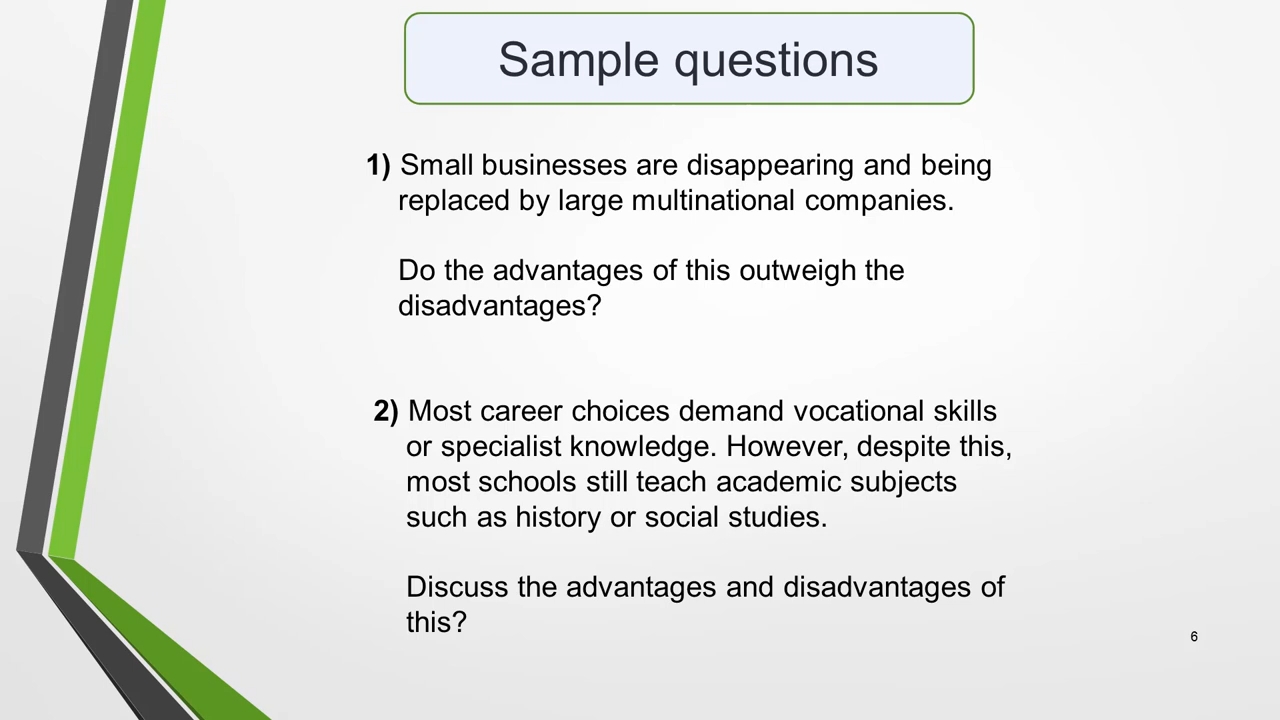 Sample questions
1) Small businesses are disappearing and being
replaced by large multinational companies.
Do the advantages of this outweigh the
disadvantages?
2) Most career choices demand vocational skills
or specialist knowledge. However, despite this,
most schools still teach academic subjects
such as history or social studies.
Discuss the advantages and disadvantages of
this?
6